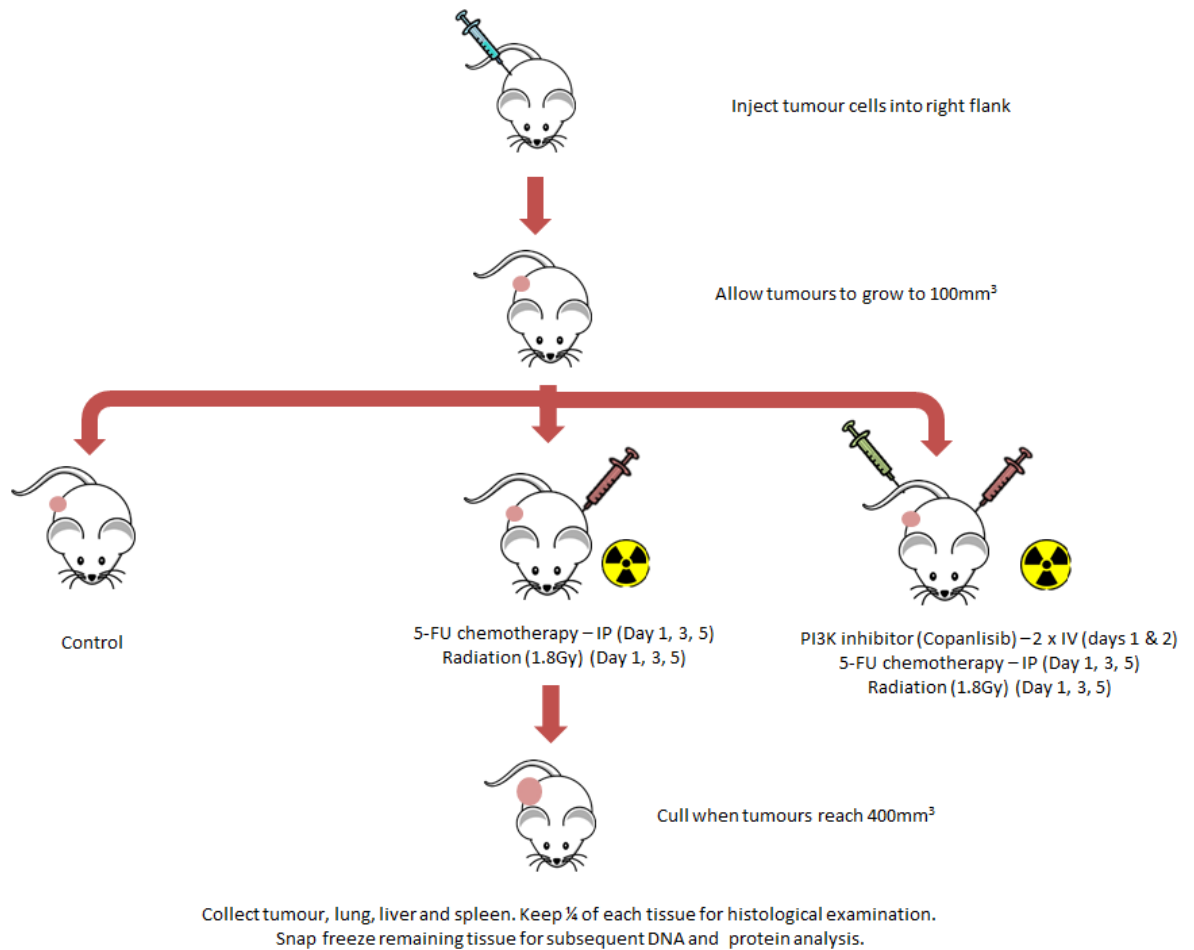 Inject tumour cells into right flank
Allow tumours to grow to 100mm³
Control
5-FU chemotherapy – IP (Day 1, 3, 5)
Radiation (1.8Gy) (Day 1, 3, 5)
PI3K inhibitor (Copanlisib) – 2 x IV (days 1 & 2)
5-FU chemotherapy – IP (Day 1, 3, 5)
Radiation (1.8Gy) (Day 1, 3, 5)
Cull when tumours reach 400mm³
Collect tumour, lung, liver and spleen. Keep ¼ of each tissue for histological examination.
Snap freeze remaining tissue for subsequent DNA and protein analysis.